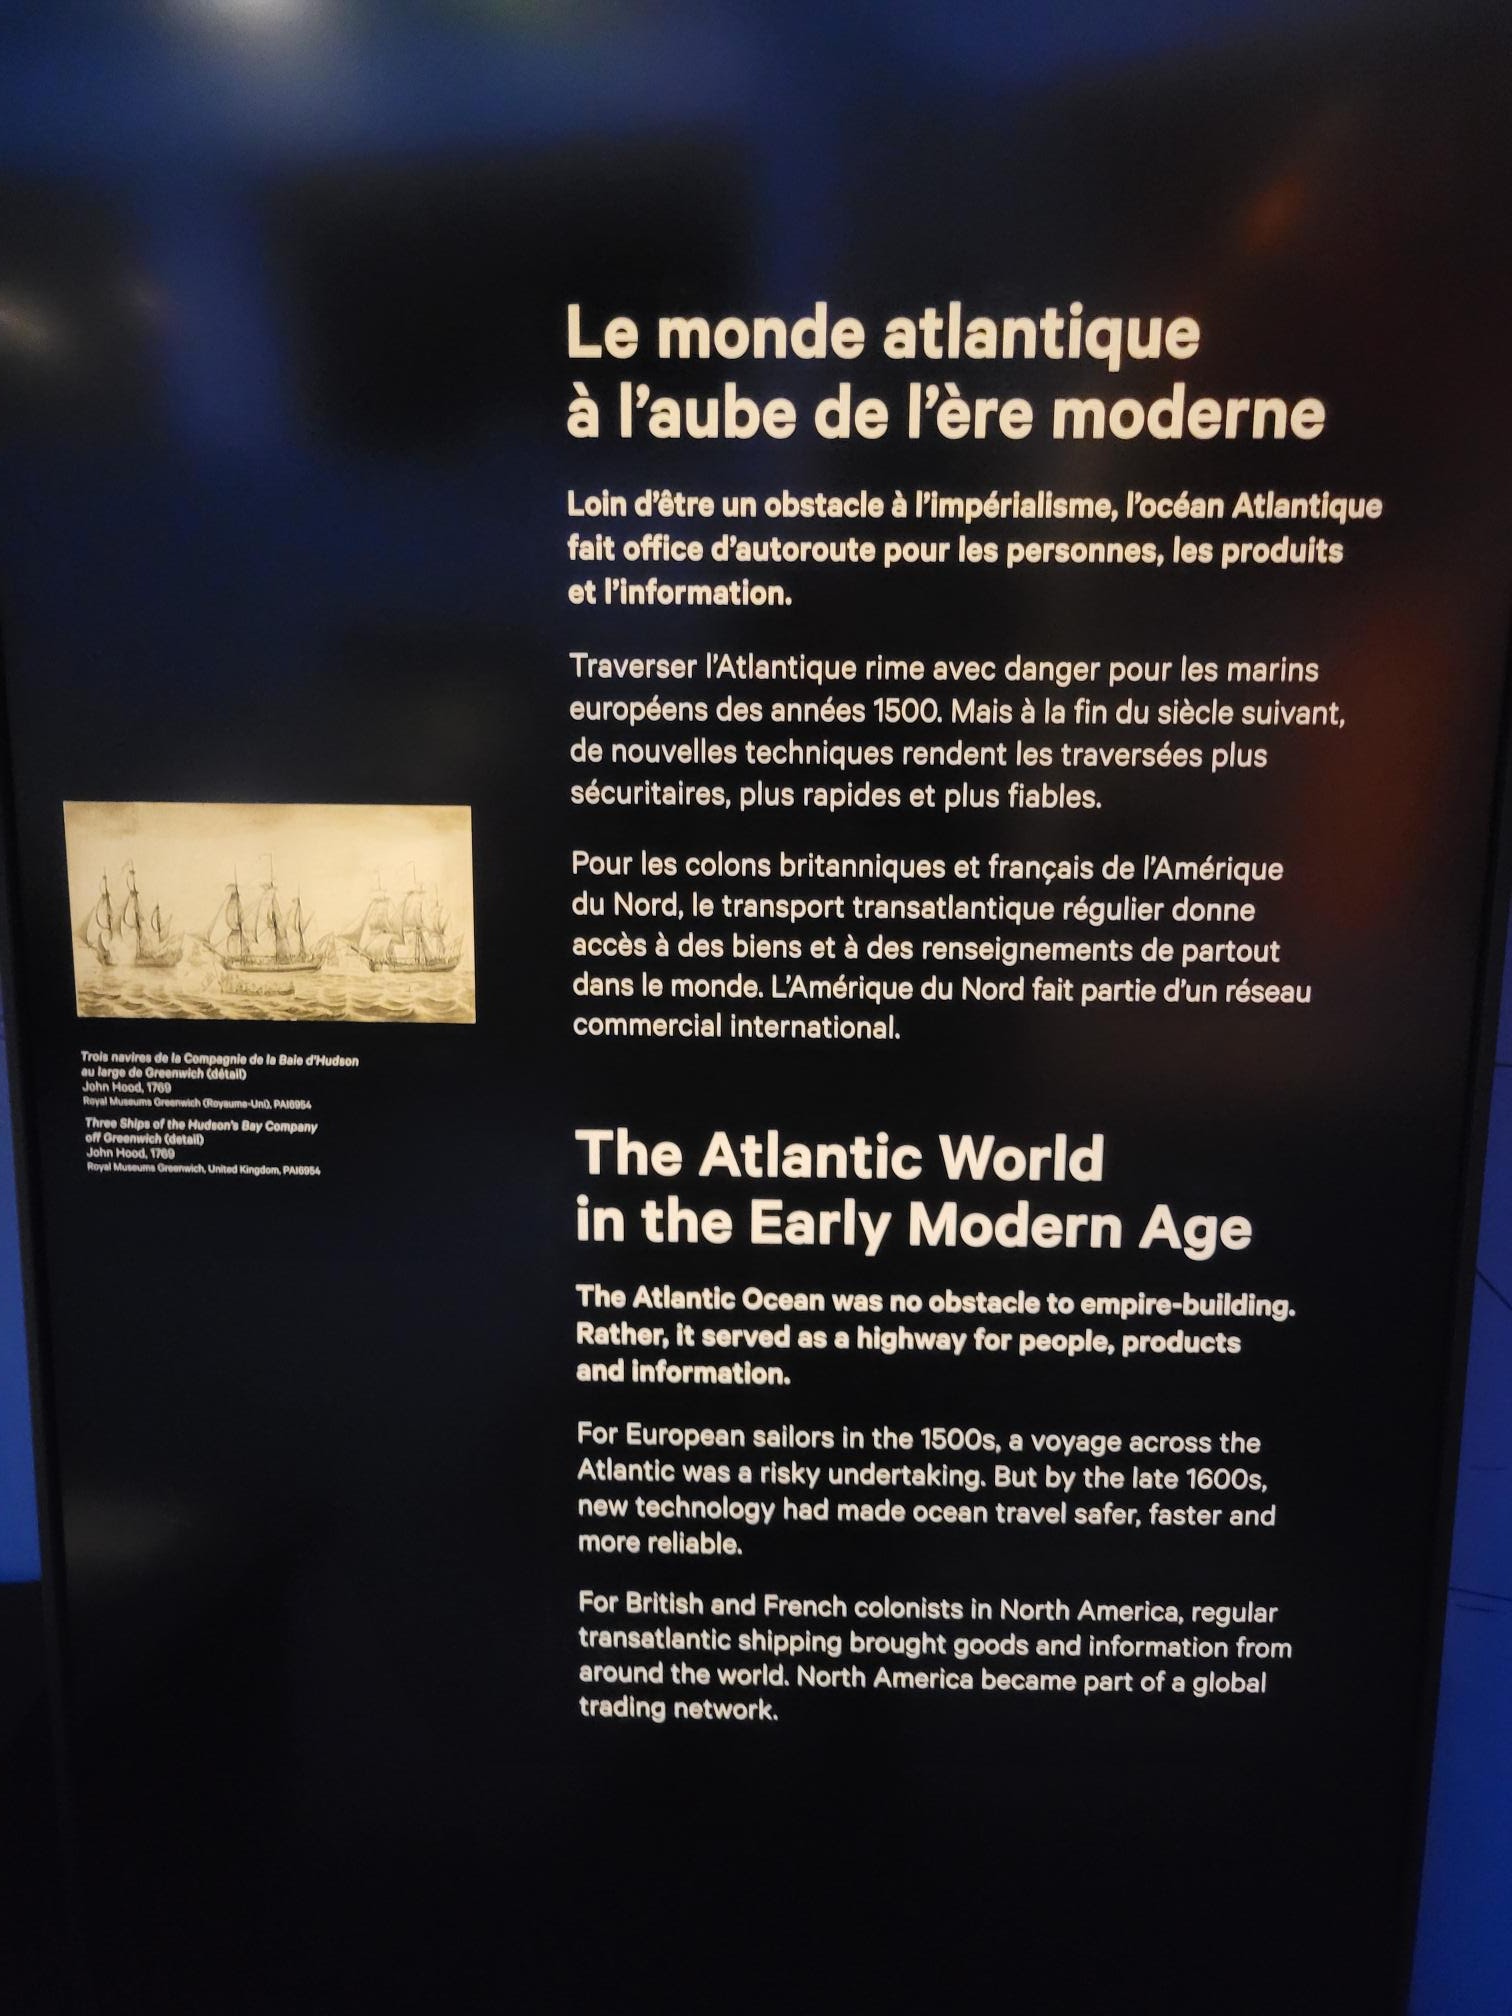 Le monde atlantique
à l'aube de l'ère moderne
Loin d'être un obstacle à l'impérialisme, l'océan Atlantique
fait office d'autoroute pour les personnes, les produits
et l'information.
Traverser l'Atlantique rime avec danger pour les marins
européens des années 1500. Mais à la fin du siècle suivant,
de nouvelles techniques rendent les traversées plus
sécuritaires, plus rapides et plus fiables.
Pour les colons britanniques et français de l'Amérique
du Nord, le transport transatlantique régulier donne
accès à des biens et à des renseignements de partout
dans le monde. L'Amérique du Nord fait partie d'un réseau
commercial international.
Trois navires de la Compagnie de la Baie d'Hudson
au large de Greenwich (détail)
John Hood, 1769
Royal Museums Greenwich (Royaume-Uni), PAI6954
Three Ships of the Hudson's Bay Company
off Greenwich (detail)
John Hood, 1769
Royal Museums Greenwich, United Kingdom, PAI6954
The Atlantic World
in the Early Modern Age
The Atlantic Ocean was no obstacle to empire-building.
Rather, it served as a highway for people, products
and information.
For European sailors in the 1500s, a voyage across the
Atlantic was a risky undertaking. But by the late 1600s,
new technology had made ocean travel safer, faster and
more reliable.
For British and French colonists in North America, regular
transatlantic shipping brought goods and information from
around the world. North America became part of a global
trading network.